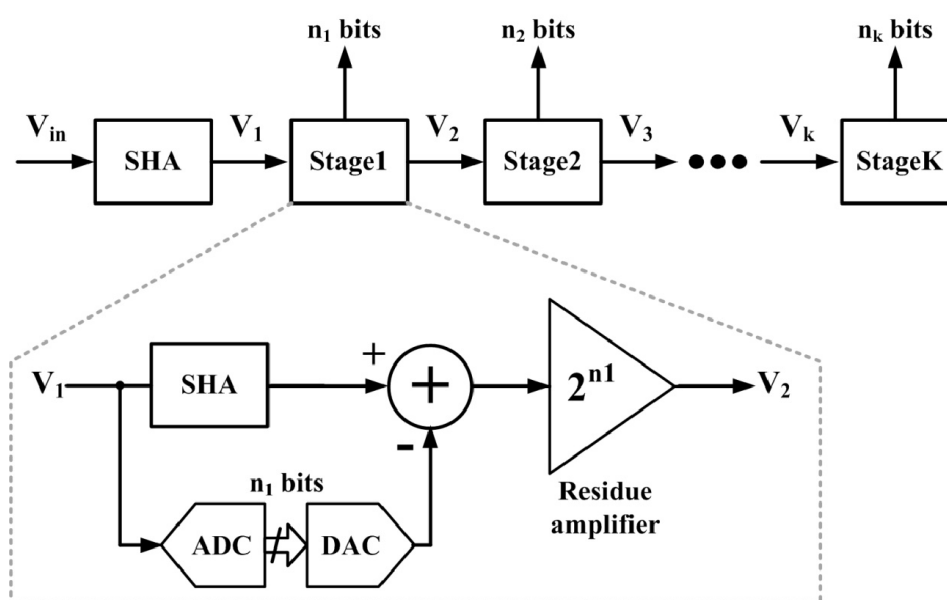 n₁ bits n₂ bits nₖ bits
Vᵢₙ V₁ V₂ V₃ Vₖ
SHA Stage1 Stage2 StageK
+
V₁ SHA + 2ⁿ¹ V₂
-
n₁ bits
Residue
amplifier
ADC DAC